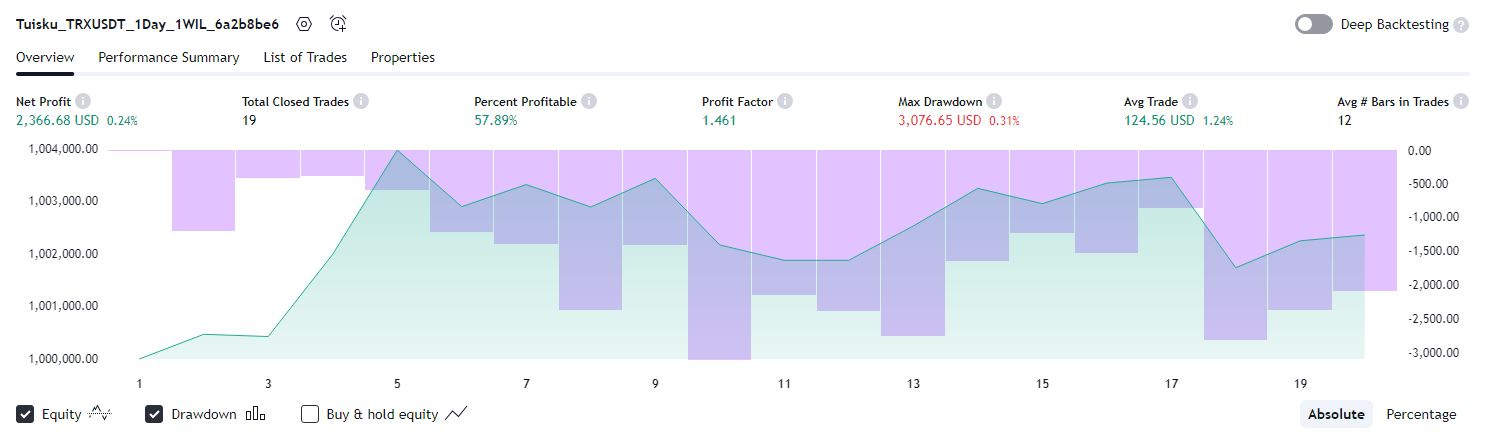 Tuisku_TRXUSDT_1Day_1WIL_6a2b8be6 Deep Backtesting ?
Overview Performance Summary List of Trades Properties
Net Profit i Total Closed Trades i Percent Profitable i Profit Factor i Max Drawdown i Avg Trade i Avg # Bars in Trades i
2,366.68 USD 0.24% 19 57.89% 1.461 3,076.65 USD 0.31% 124.56 USD 1.24% 12
1,004,000.00 0.00
1,003,000.00 -500.00
1,002,000.00 -1,000.00
1,001,000.00 -1,500.00
1,000,000.00 -2,000.00
-2,500.00
-3,000.00
1 3 5 7 9 11 13 15 17 19
Equity Drawdown Buy & hold equity Absolute Percentage